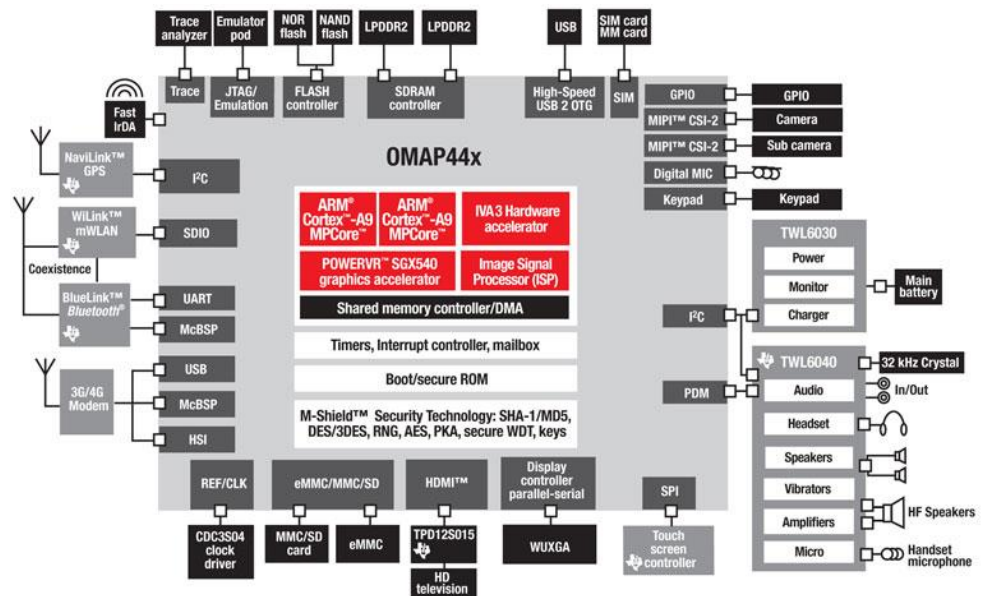 Trace
analyzer
Emulator
pod
NOR
flash
NAND
flash
LPDDR2
LPDDR2
USB
SIM card
MM card
Trace
JTAG/
Emulation
FLASH
controller
SDRAM
controller
High-Speed
USB 2 OTG
SIM
Fast
IrDA
NaviLink™
GPS
I²C
WiLink™
mWLAN
SDIO
Coexistence
BlueLink™
Bluetooth®
UART
McBSP
3G/4G
Modem
USB
McBSP
HSI
OMAP44x
ARM®
Cortex™-A9
MPCore™
ARM®
Cortex™-A9
MPCore™
IVA3 Hardware
accelerator
POWERVR™ SGX540
graphics accelerator
Image Signal
Processor (ISP)
Shared memory controller/DMA
Timers, Interrupt controller, mailbox
Boot/secure ROM
M-Shield™ Security Technology: SHA-1/MD5,
DES/3DES, RNG, AES, PKA, secure WDT, keys
GPIO
GPIO
MIPI™ CSI-2
Camera
MIPI™ CSI-2
Sub camera
Digital MIC
Keypad
Keypad
TWL6030
Power
Monitor
Charger
Main
battery
I²C
PDM
TWL6040
32 kHz Crystal
Audio
In/Out
Headset
Speakers
Vibrators
Amplifiers
HF Speakers
Micro
Handset
microphone
REF/CLK
eMMC/MMC/SD
HDMI™
Display
controller
parallel-serial
SPI
CDC3S04
clock
driver
MMC/SD
card
eMMC
TPD12S015
HD
television
WUXGA
Touch
screen
controller